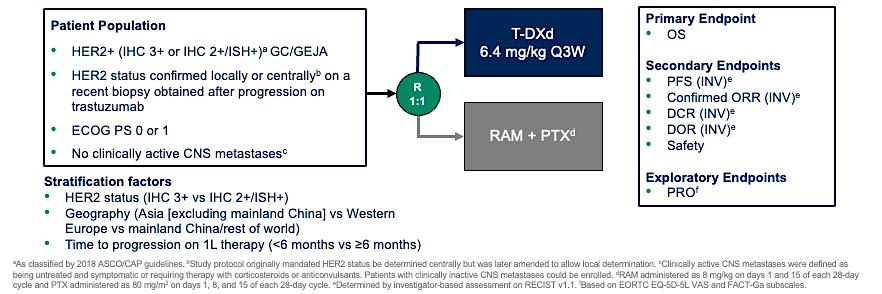 Patient Population
• HER2+ (IHC 3+ or IHC 2+/ISH+)ᵃ GC/GEJA
• HER2 status confirmed locally or centrallyᵇ on a
recent biopsy obtained after progression on
trastuzumab
• ECOG PS 0 or 1
• No clinically active CNS metastasesᶜ
Stratification factors
• HER2 status (IHC 3+ vs IHC 2+/ISH+)
• Geography (Asia [excluding mainland China] vs Western
Europe vs mainland China/rest of world)
• Time to progression on 1L therapy (<6 months vs ≥6 months)
R
1:1
T-DXd
6.4 mg/kg Q3W
RAM + PTXᵈ
Primary Endpoint
• OS
Secondary Endpoints
• PFS (INV)ᵉ
• Confirmed ORR (INV)ᵉ
• DCR (INV)ᵉ
• DOR (INV)ᵉ
• Safety
Exploratory Endpoints
• PROᶠ
ᵃAs classified by 2018 ASCO/CAP guidelines. ᵇStudy protocol originally mandated HER2 status be determined centrally but was later amended to allow local determination. ᶜClinically active CNS metastases were defined as
being untreated and symptomatic or requiring therapy with corticosteroids or anticonvulsants. Patients with clinically inactive CNS metastases could be enrolled. ᵈRAM administered as 8 mg/kg on days 1 and 15 of each 28-day
cycle and PTX administered as 80 mg/m² on days 1, 8, and 15 of each 28-day cycle. ᵉDetermined by investigator-based assessment on RECIST v1.1. ᶠBased on EORTC EQ-5D-5L VAS and FACT-Ga subscales.